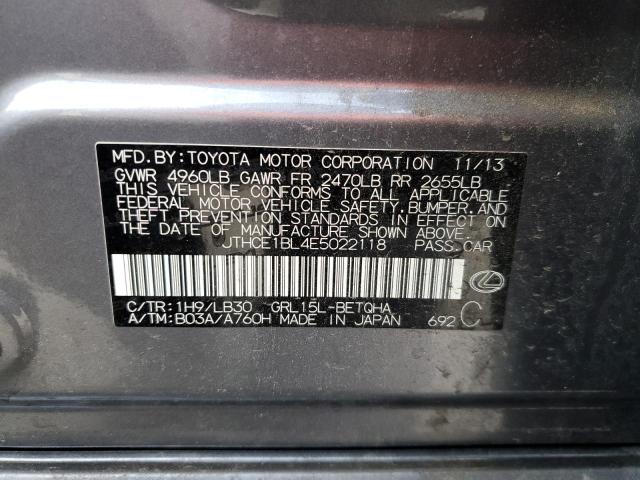 MFD. BY: TOYOTA MOTOR CORPORATION 11/13
GVWR 4960LB GAWR FR 2470LB RR 2655LB
THIS VEHICLE CONFORMS TO ALL APPLICABLE
FEDERAL MOTOR VEHICLE SAFETY, BUMPER, AND
THEFT PREVENTION STANDARDS IN EFFECT ON
THE DATE OF MANUFACTURE SHOWN ABOVE.
JTHCE1BL4E5022118 PASS. CAR
C/TR: 1H9/LB30 GRL15L-BETQHA
A/TM: B03A/A760H MADE IN JAPAN 692 C